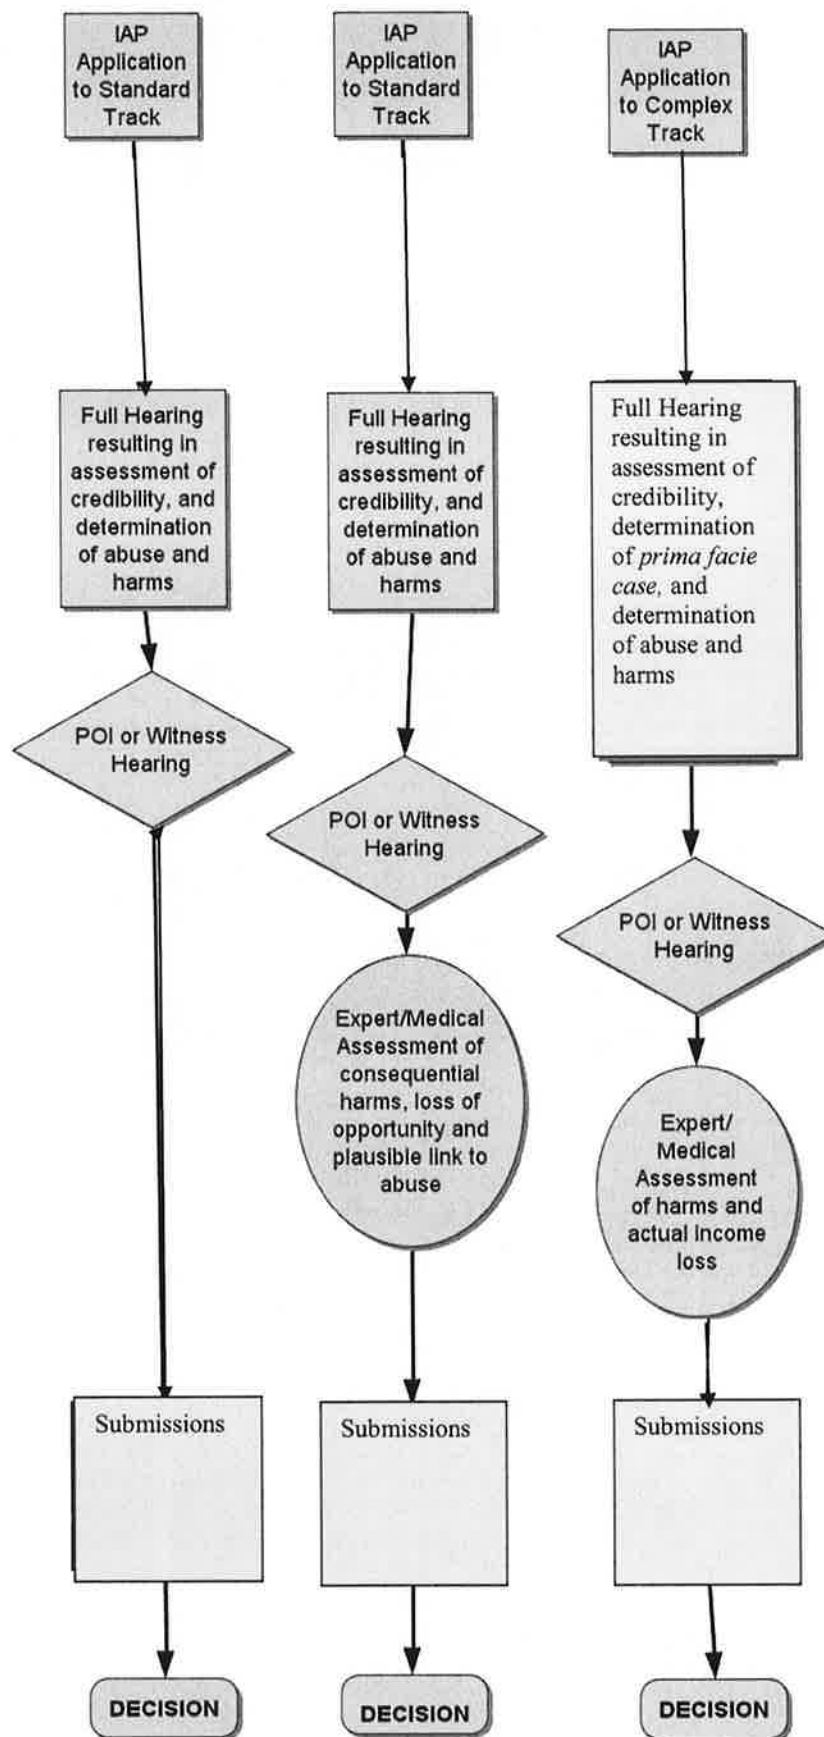 IAP
Application
to Standard
Track
Full Hearing
resulting in
assessment of
credibility, and
determination
of abuse and
harms
POI or Witness
Hearing
Submissions
DECISION
IAP
Application
to Standard
Track
Full Hearing
resulting in
assessment of
credibility, and
determination
of abuse and
harms
POI or Witness
Hearing
Expert/Medical
Assessment of
consequential
harms, loss of
opportunity and
plausible link to
abuse
Submissions
DECISION
IAP
Application
to Complex
Track
Full Hearing
resulting in
assessment of
credibility,
determination
of prima facie
case, and
determination
of abuse and
harms
POI or Witness
Hearing
Expert/
Medical
Assessment
of harms and
actual income
loss
Submissions
DECISION